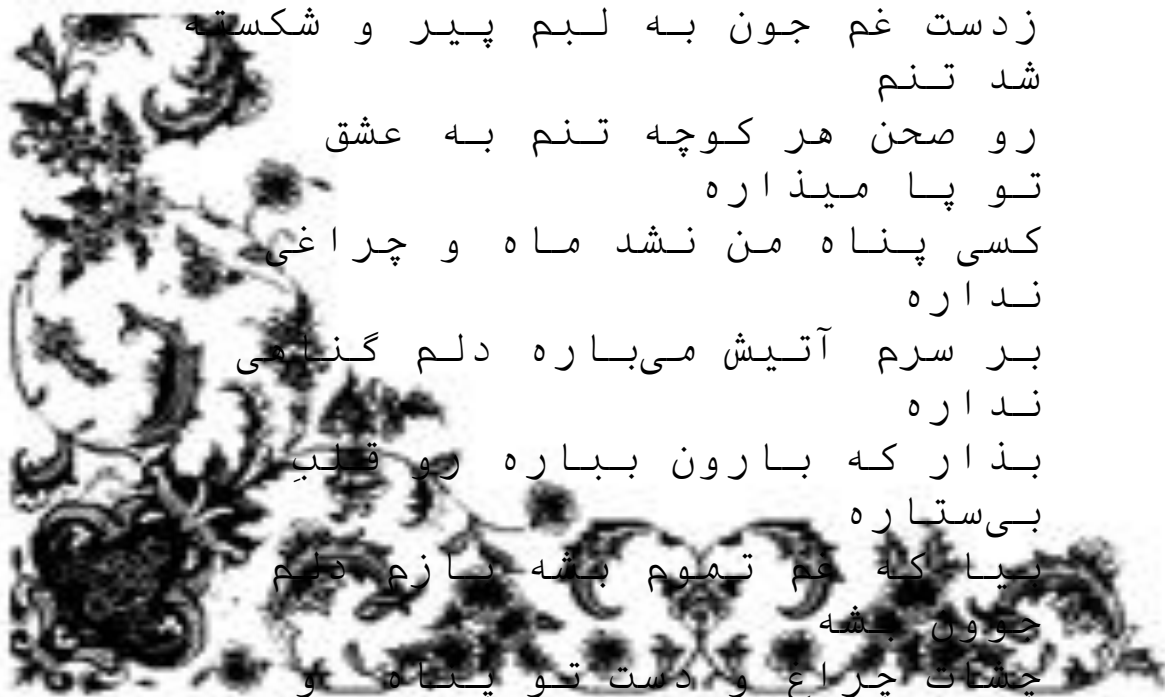 زدست غم جون به لبم پیر و شکسته
شد تنم
رو صحن هر کوچه تنم به عشق
تو پا میذاره
کسی پناه من نشد ماه و چراغی
نداره
بر سرم آتیش می‌باره دلم گناهی
نداره
بذار که بارون بباره رو قلبِ
بی‌ستاره
بیا که غم تموم بشه بازم دلم
جوون بشه
چشات چراغ و دست تو پناه و